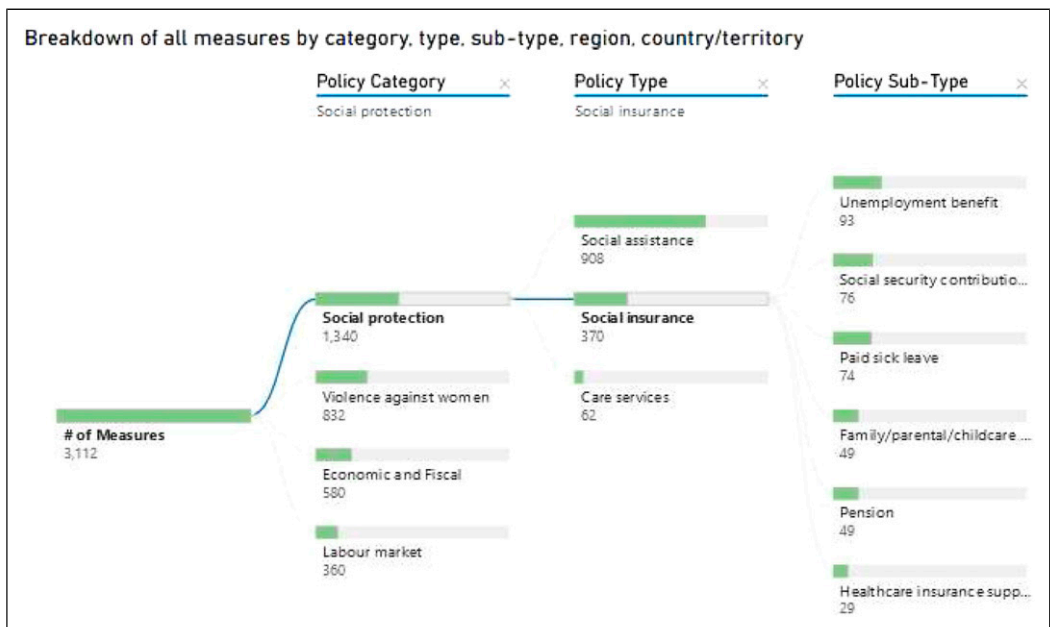 Breakdown of all measures by category, type, sub-type, region, country/territory
Policy Category ×
Social protection
Policy Type ×
Social insurance
Policy Sub-Type ×
# of Measures
3,112
Social protection
1,340
Violence against women
832
Economic and Fiscal
580
Labour market
360
Social assistance
908
Social insurance
370
Care services
62
Unemployment benefit
93
Social security contributio...
76
Paid sick leave
74
Family/parental/childcare ...
49
Pension
49
Healthcare insurance supp...
29